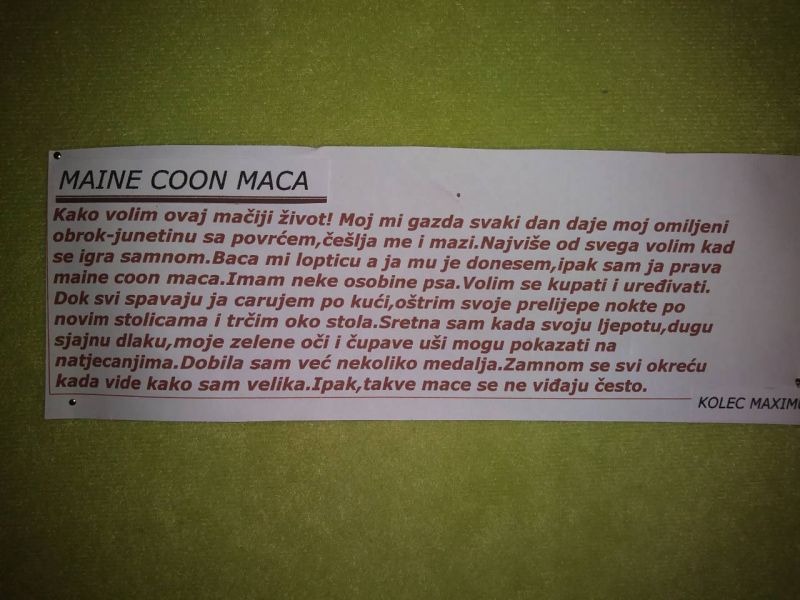 MAINE COON MACA
Kako volim ovaj mačiji život! Moj mi gazda svaki dan daje moj omiljeni
obrok-junetinu sa povrćem,češlja me i mazi.Najviše od svega volim kad
se igra samnom.Baca mi lopticu a ja mu je donesem,ipak sam ja prava
maine coon maca.Imam neke osobine psa.Volim se kupati i uređivati.
Dok svi spavaju ja carujem po kući,oštrim svoje prelijepe nokte po
novim stolicama i trčim oko stola.Sretna sam kada svoju ljepotu,dugu
sjajnu dlaku,moje zelene oči i čupave uši mogu pokazati na
natjecanjima.Dobila sam već nekoliko medalja.Zamnom se svi okreću
kada vide kako sam velika.Ipak,takve mace se ne viđaju često.
KOLEC